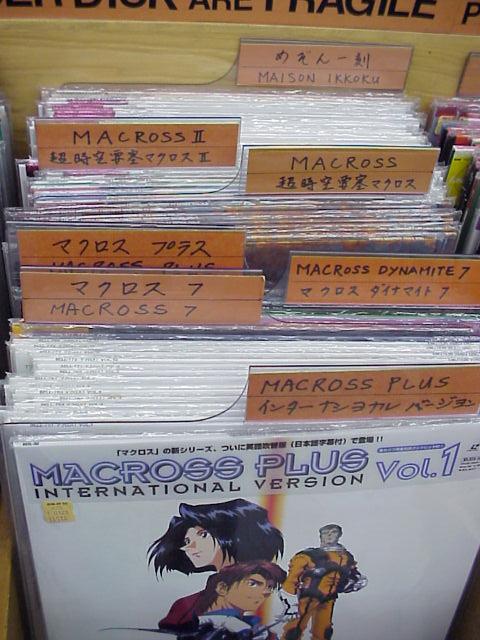 DISK ARE FRAGILE
めぞん一刻
MAISON IKKOKU
MACROSS II
超時空要塞マクロスII
MACROSS
超時空要塞マクロス
マクロス プラス
MACROSS PLUS
MACROSS DYNAMITE 7
マクロス ダイナマイト 7
マクロス 7
MACROSS 7
MACROSS PLUS
インターナショナル バージョン
「マクロス」の新シリーズ、ついに英語吹替版(日本語字幕付)で登場!!
MACROSS PLUS Vol.1
INTERNATIONAL VERSION